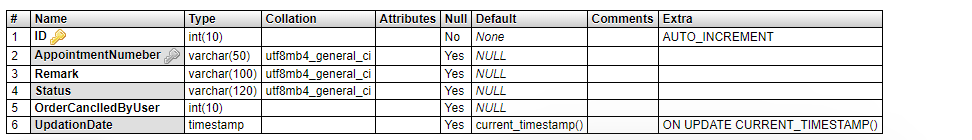 # Name Type Collation Attributes Null Default Comments Extra
1 ID int(10) No None AUTO_INCREMENT
2 AppointmentNumeber varchar(50) utf8mb4_general_ci Yes NULL
3 Remark varchar(100) utf8mb4_general_ci Yes NULL
4 Status varchar(120) utf8mb4_general_ci Yes NULL
5 OrderCanclledByUser int(10) Yes NULL
6 UpdationDate timestamp Yes current_timestamp() ON UPDATE CURRENT_TIMESTAMP()